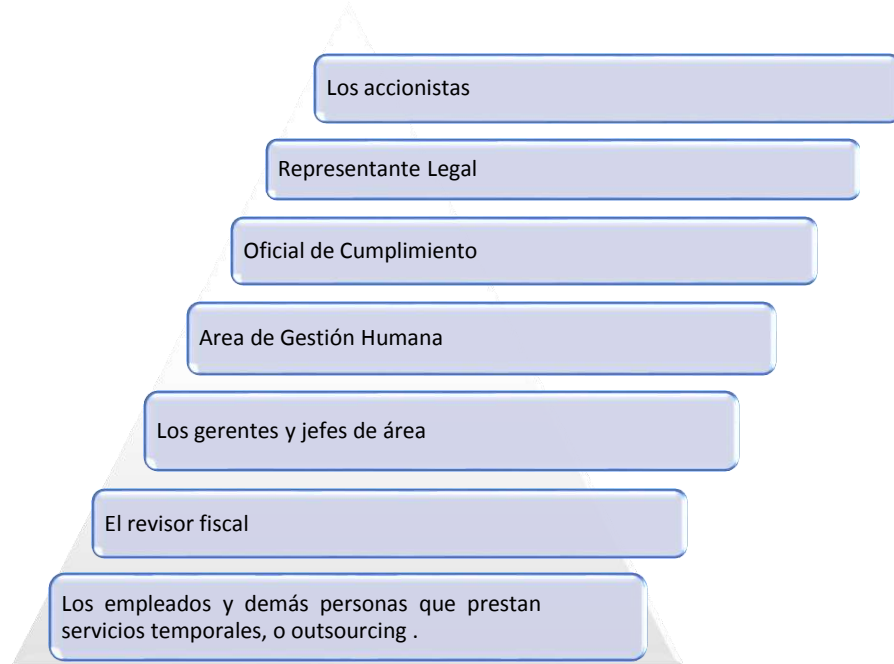 Los accionistas
Representante Legal
Oficial de Cumplimiento
Area de Gestión Humana
Los gerentes y jefes de área
El revisor fiscal
Los empleados y demás personas que prestan
servicios temporales, o outsourcing .